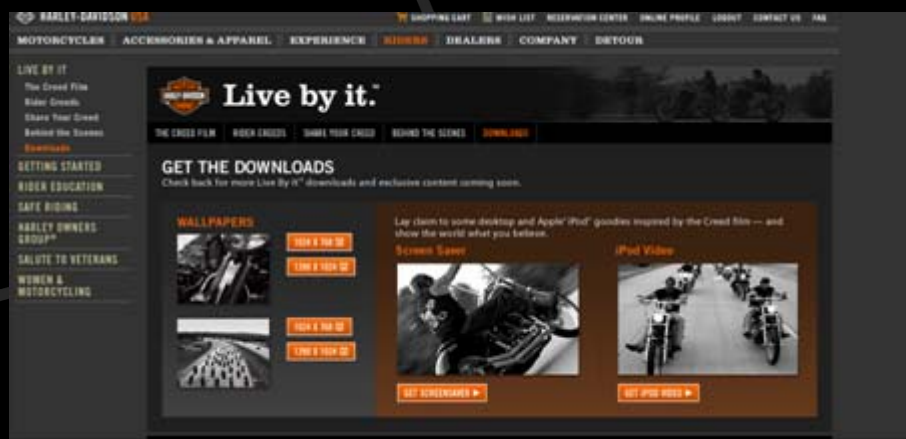 HARLEY-DAVIDSON USA
SHOPPING CART WISH LIST RESERVATION CENTER ONLINE PROFILE LOGOUT CONTACT US FAQ
MOTORCYCLES ACCESSORIES & APPAREL EXPERIENCE RIDERS DEALERS COMPANY DETOUR
LIVE BY IT
The Creed Film
Rider Creeds
Share Your Creed
Behind the Scenes
Downloads
GETTING STARTED
RIDER EDUCATION
SAFE RIDING
HARLEY OWNERS
GROUP®
SALUTE TO VETERANS
WOMEN &
MOTORCYCLING
Live by it.™
THE CREED FILM RIDER CREEDS SHARE YOUR CREED BEHIND THE SCENES DOWNLOADS
GET THE DOWNLOADS
Check back for more Live By It™ downloads and exclusive content coming soon.
WALLPAPERS
1024 X 768
1280 X 1024
1024 X 768
1280 X 1024
Lay claim to some desktop and Apple® iPod® goodies inspired by the Creed film — and
show the world what you believe.
Screen Saver
GET SCREENSAVER
iPod Video
GET iPOD VIDEO